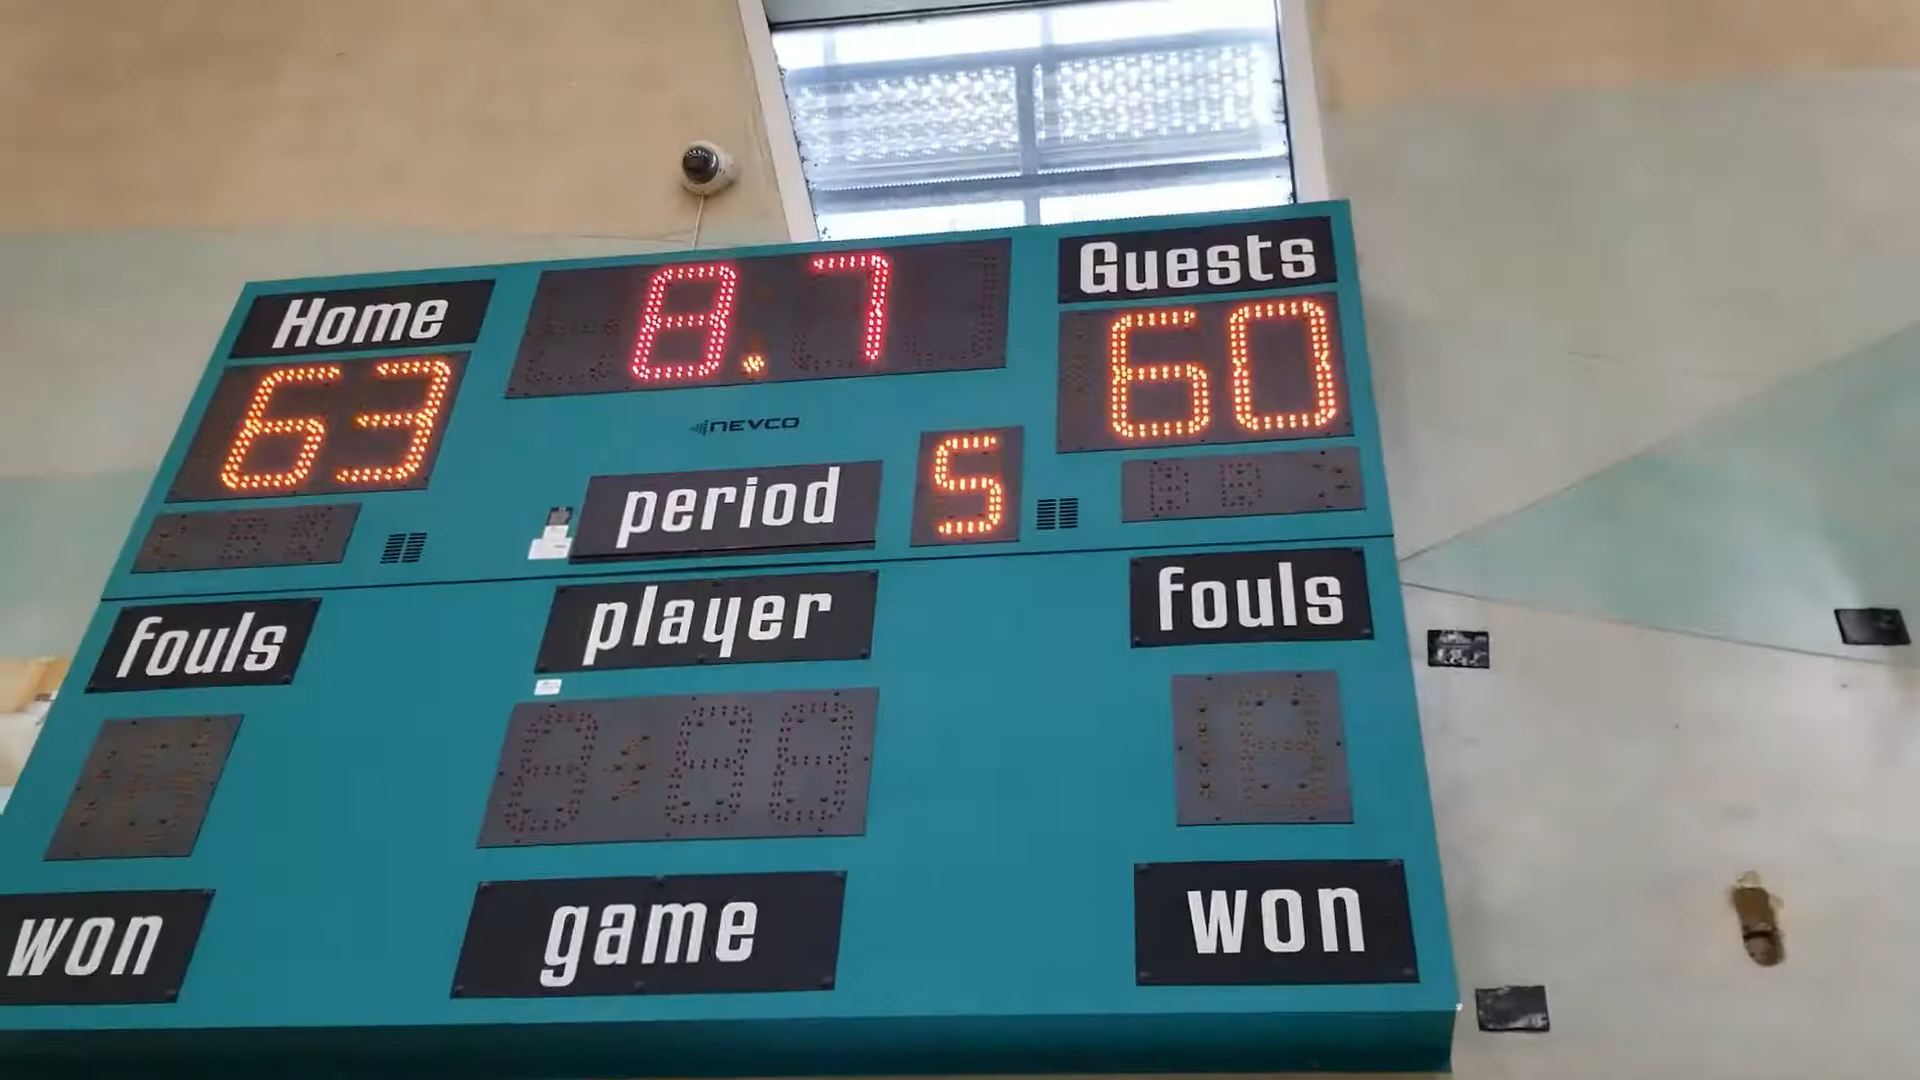 Home
8.7
Guests
63
60
NEVCO
period
5
fouls
player
fouls
won
game
won